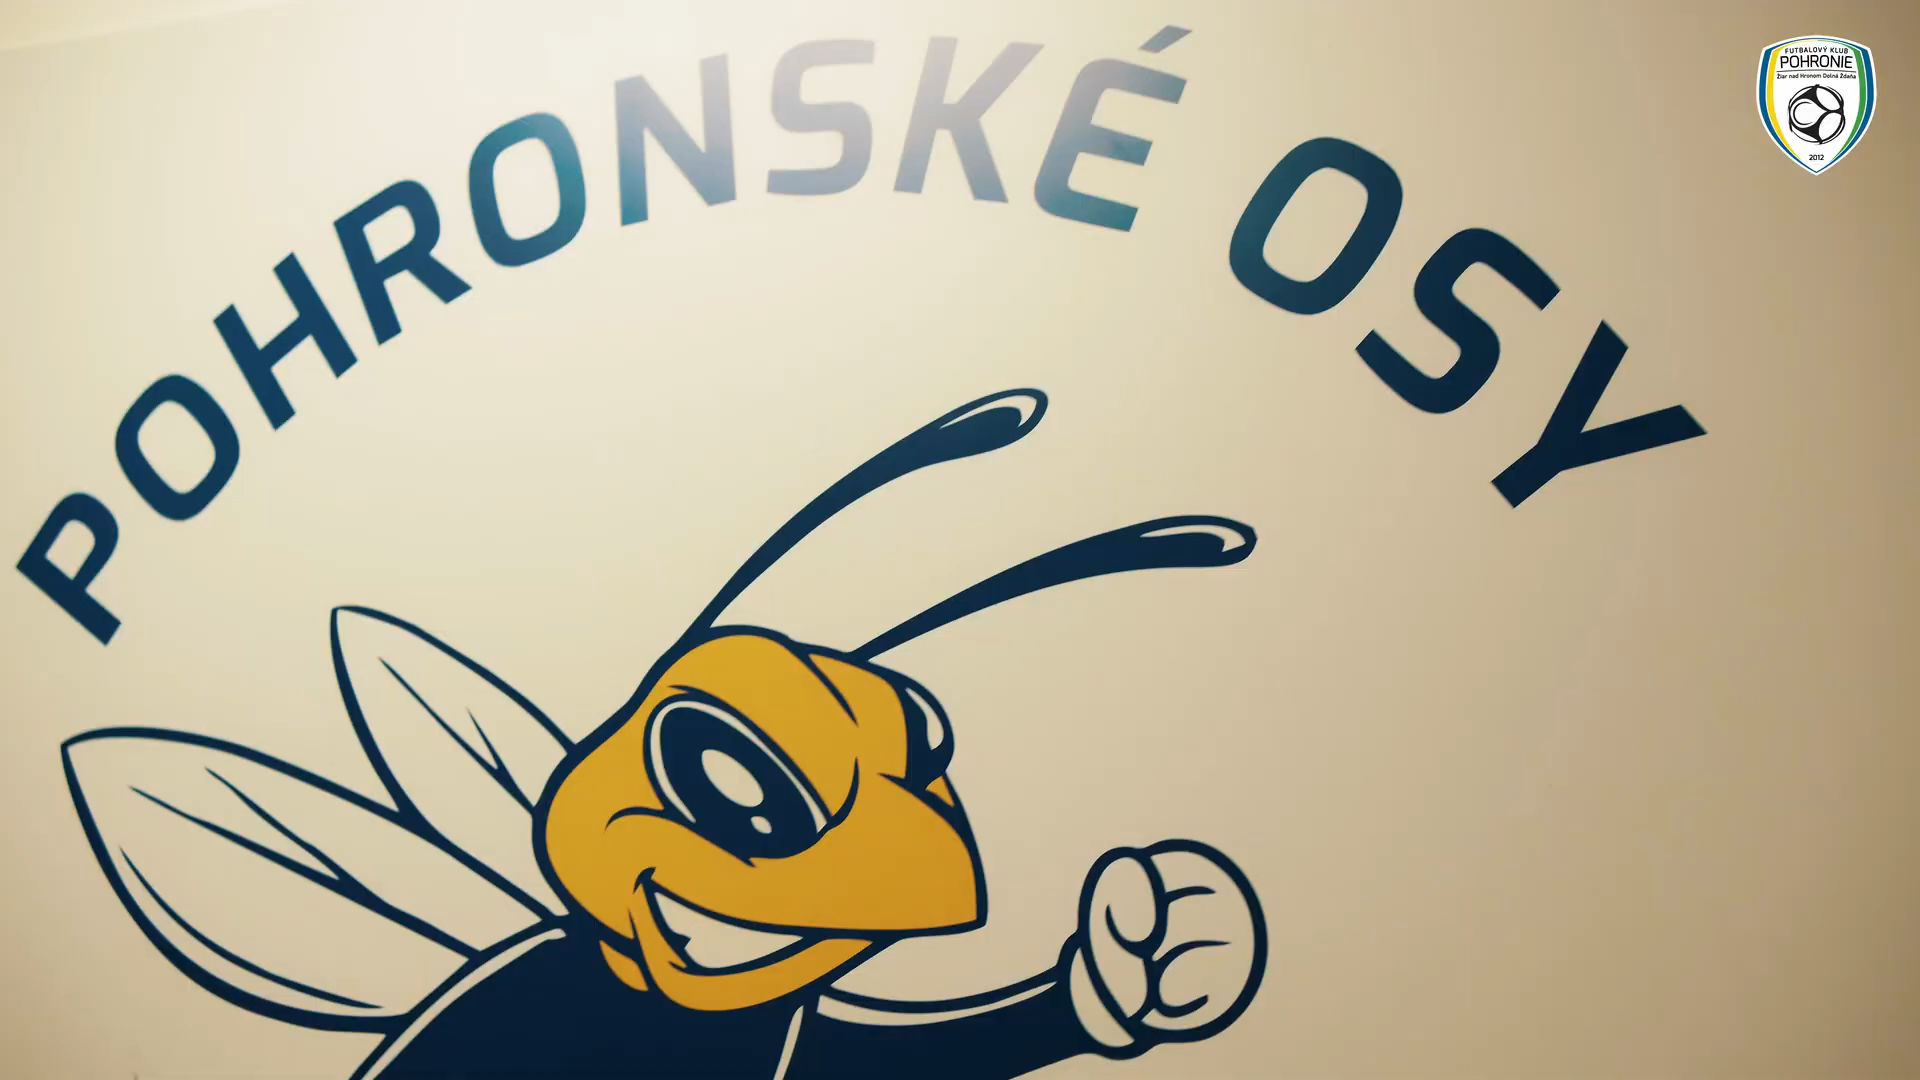 POHRONSKÉ OSY
FUTBALOVÝ KLUB
POHRONIE
Žiar nad Hronom Dolná Ždaňa
2012